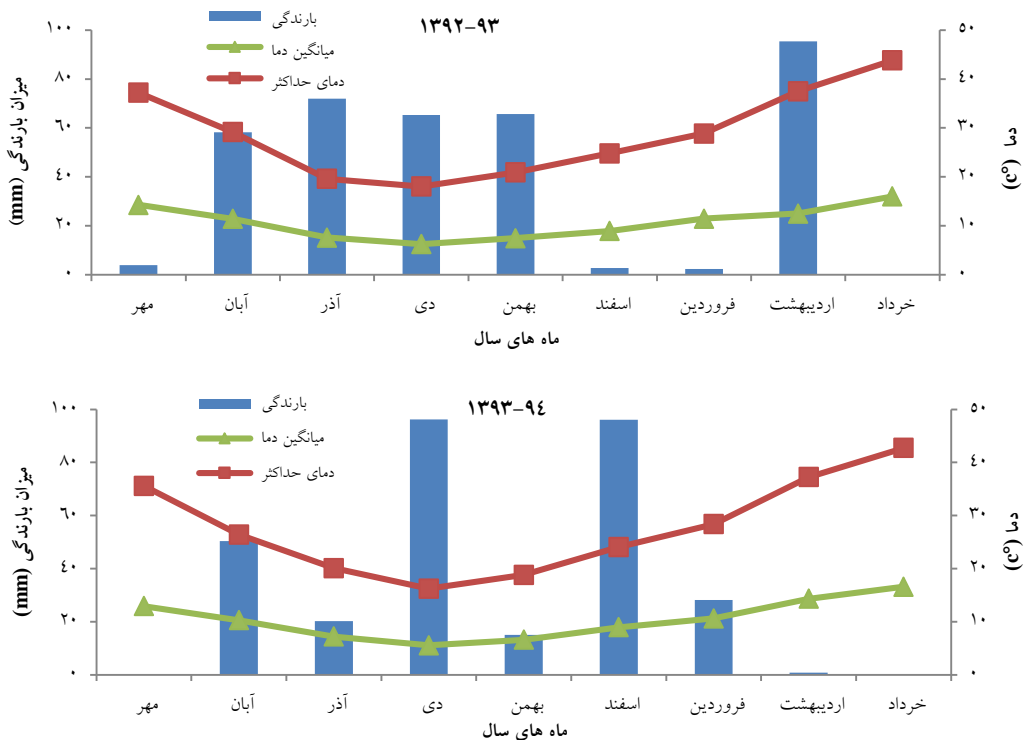 ۱۳۹۲-۹۳
بارندگی
میانگین دما
دمای حداکثر
میزان بارندگی (mm)
۱۰۰
۸۰
۶۰
۴۰
۲۰
۰
دما (c°)
۵۰
۴۰
۳۰
۲۰
۱۰
۰
مهر آبان آذر دی بهمن اسفند فروردین اردیبهشت خرداد
ماه های سال
۱۳۹۳-۹٤
بارندگی
میانگین دما
دمای حداکثر
میزان بارندگی (mm)
۱۰۰
۸۰
۶۰
۴۰
۲۰
۰
دما (c°)
۵۰
۴۰
۳۰
۲۰
۱۰
۰
مهر آبان آذر دی بهمن اسفند فروردین اردیبهشت خرداد
ماه های سال